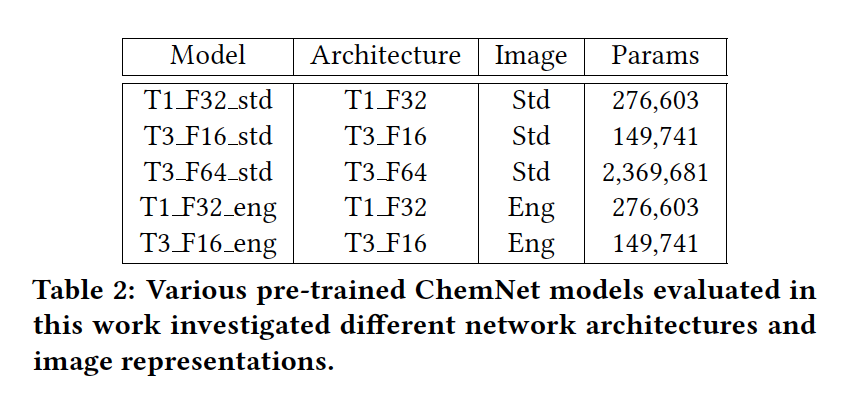 Model Architecture Image Params
T1_F32_std T1_F32 Std 276,603
T3_F16_std T3_F16 Std 149,741
T3_F64_std T3_F64 Std 2,369,681
T1_F32_eng T1_F32 Eng 276,603
T3_F16_eng T3_F16 Eng 149,741
Table 2: Various pre-trained ChemNet models evaluated in
this work investigated different network architectures and
image representations.